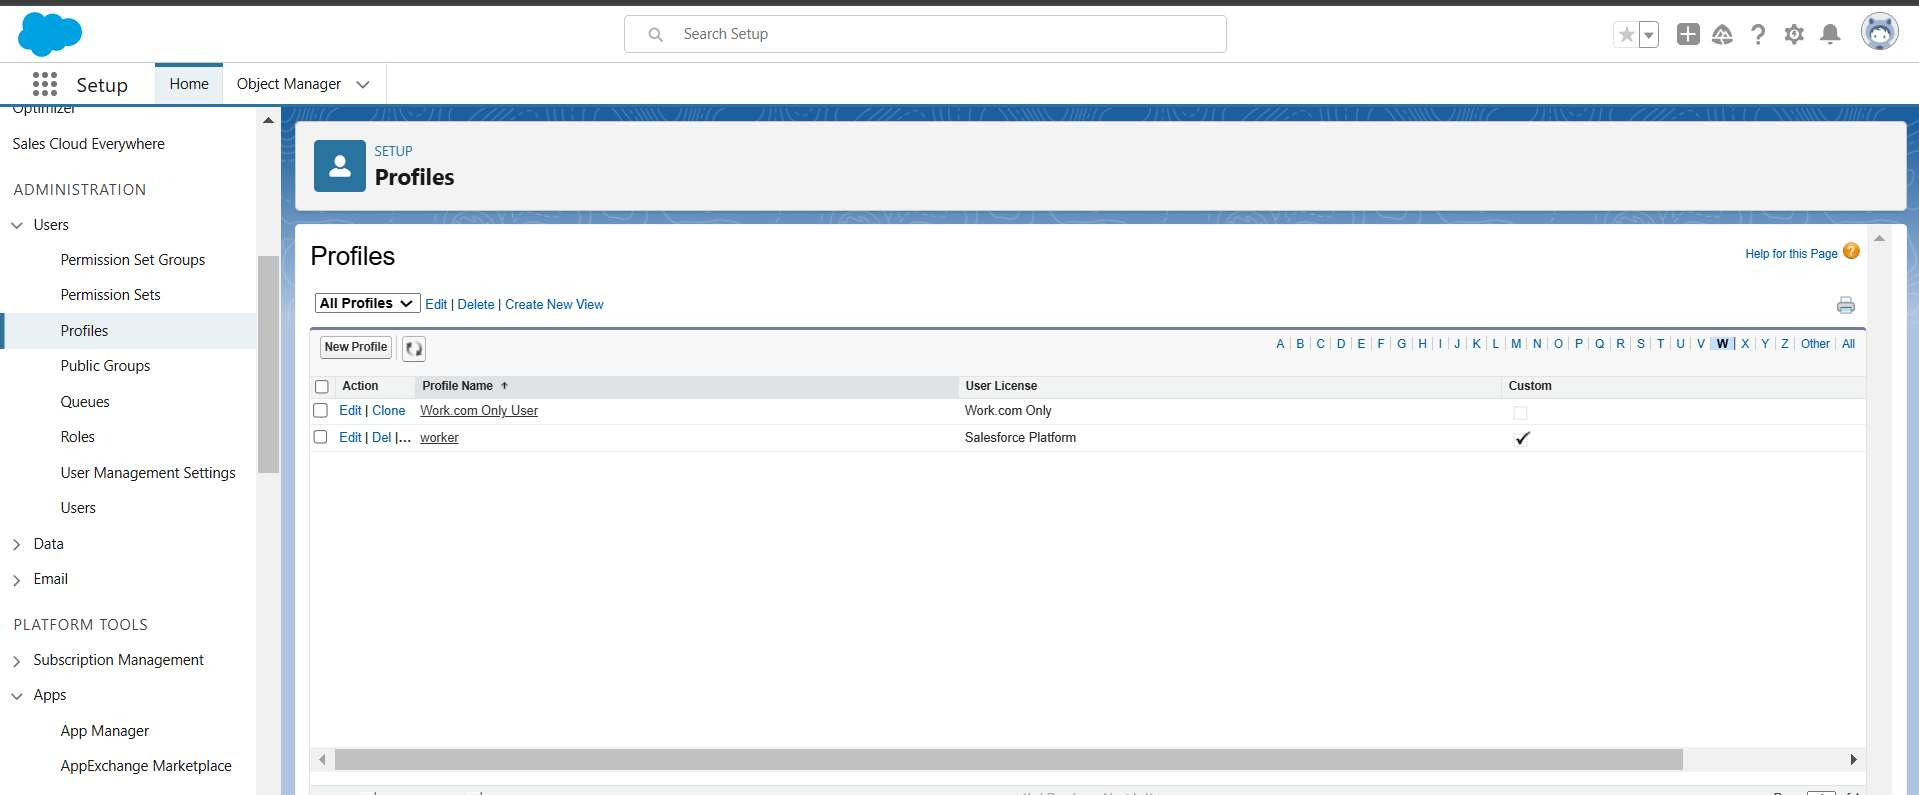 Search Setup
Setup
Home
Object Manager
Optimizer
Sales Cloud Everywhere
ADMINISTRATION
Users
Permission Set Groups
Permission Sets
Profiles
Public Groups
Queues
Roles
User Management Settings
Users
Data
Email
PLATFORM TOOLS
Subscription Management
Apps
App Manager
AppExchange Marketplace
SETUP
Profiles
Profiles
Help for this Page ?
All Profiles Edit | Delete | Create New View
New Profile
A | B | C | D | E | F | G | H | I | J | K | L | M | N | O | P | Q | R | S | T | U | V | W | X | Y | Z | Other | All
Action Profile Name ↑ User License Custom
Edit | Clone Work.com Only User Work.com Only
Edit | Del |... worker Salesforce Platform